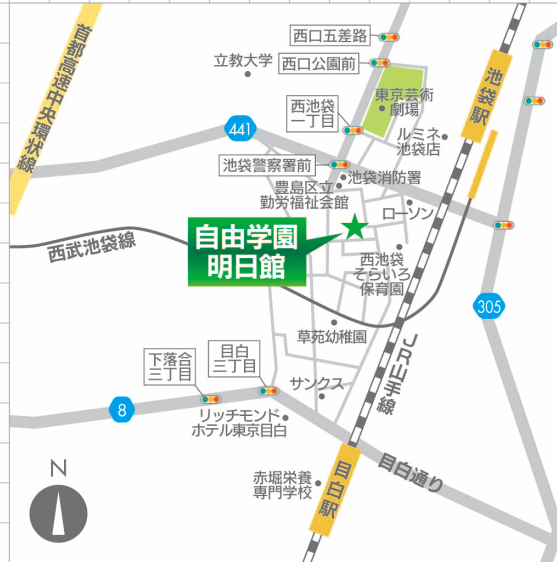 西口五差路
首都高速中央環状線
立教大学
西口公園前
池袋駅
東京芸術
劇場
西池袋
一丁目
441
ルミネ
池袋店
池袋警察署前
池袋消防署
豊島区立
勤労福祉会館
ローソン
自由学園
明日館
西武池袋線
西池袋
そらいろ
保育園
305
草苑幼稚園
JR山手線
下落合
三丁目
目白
三丁目
サンクス
8
リッチモンド
ホテル東京目白
目白通り
N
赤堀栄養
専門学校
目白駅